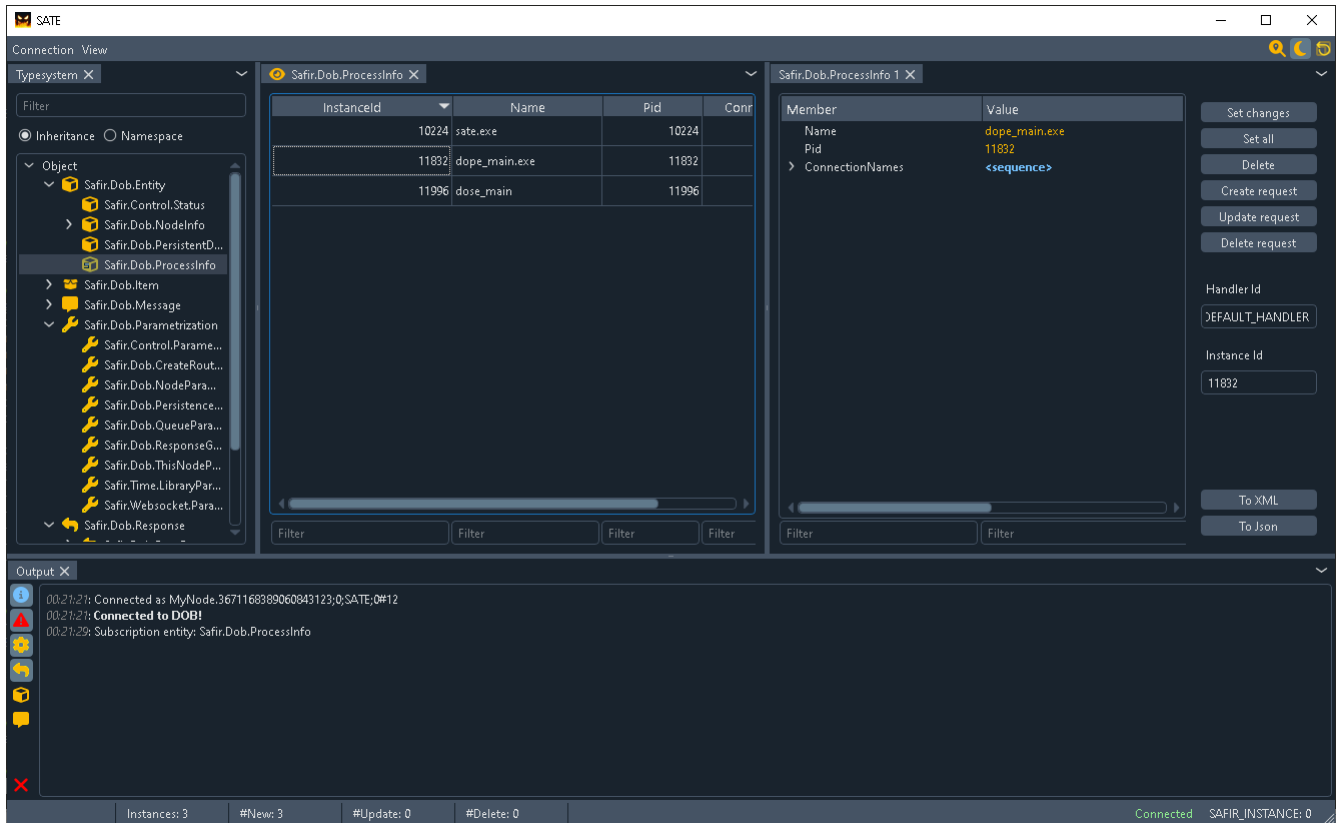 SATE
Connection View
Typesystem
Filter
Inheritance Namespace
Object
Safir.Dob.Entity
Safir.Control.Status
Safir.Dob.NodeInfo
Safir.Dob.PersistentD...
Safir.Dob.ProcessInfo
Safir.Dob.Item
Safir.Dob.Message
Safir.Dob.Parametrization
Safir.Control.Parame...
Safir.Dob.CreateRout...
Safir.Dob.NodePara...
Safir.Dob.Persistence...
Safir.Dob.QueuePara...
Safir.Dob.ResponseG...
Safir.Dob.ThisNodeP...
Safir.Time.LibraryPar...
Safir.Websocket.Para...
Safir.Dob.Response
Safir.Dob.ProcessInfo
InstanceId Name Pid Conr
10224 sate.exe 10224
11832 dope_main.exe 11832
11996 dose_main 11996
Filter Filter Filter Filter
Safir.Dob.ProcessInfo 1
Member Value
Name dope_main.exe
Pid 11832
ConnectionNames <sequence>
Filter Filter
Set changes
Set all
Delete
Create request
Update request
Delete request
Handler Id
DEFAULT_HANDLER
Instance Id
11832
To XML
To Json
Output
00:21:21: Connected as MyNode.3671168389060843123;0;SATE;0#12
00:21:21: Connected to DOB!
00:21:29: Subscription entity: Safir.Dob.ProcessInfo
Instances: 3 #New: 3 #Update: 0 #Delete: 0 Connected SAFIR_INSTANCE: 0